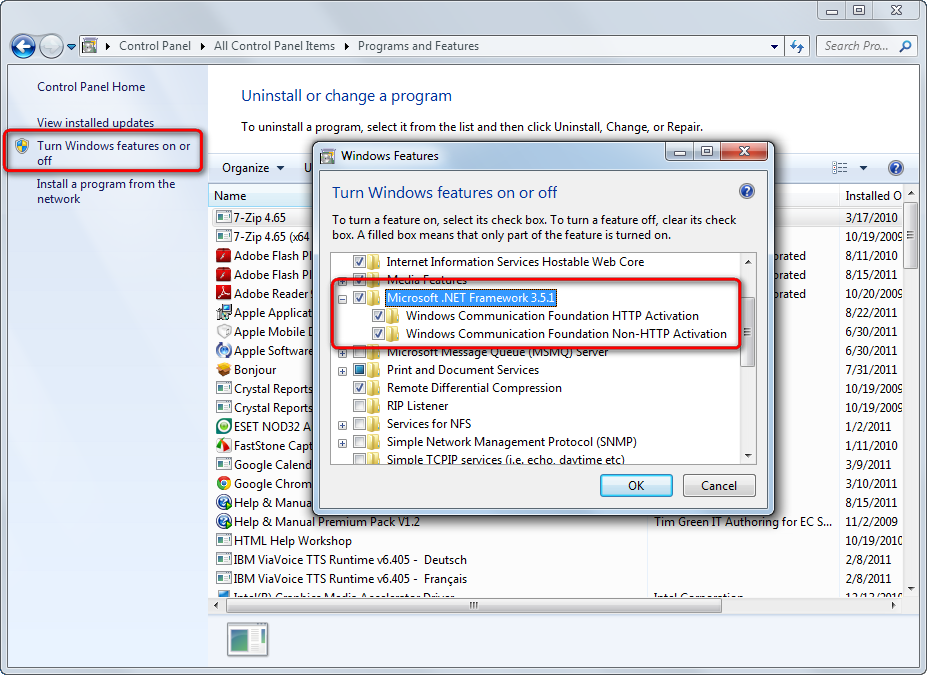 Control Panel
All Control Panel Items
Programs and Features
Search Pro...
Control Panel Home
View installed updates
Turn Windows features on or
off
Install a program from the
network
Uninstall or change a program
To uninstall a program, select it from the list and then click Uninstall, Change, or Repair.
Organize U
Name
Installed O
7-Zip 4.65 3/17/2010
7-Zip 4.65 (x64 10/19/2009
Adobe Flash Pl orated 8/11/2010
Adobe Flash Pl orated 8/15/2011
Adobe Reader orated
Apple Applicat 8/22/2011
Apple Mobile D 6/30/2011
Apple Software 6/30/2011
Bonjour 7/10/2011
Crystal Reports 10/19/2009
Crystal Reports 10/19/2009
ESET NOD32 A 1/2/2011
FastStone Capt 1/11/2010
Google Calend 3/9/2011
Google Chrom 3/10/2011
Help & Manua 8/15/2011
Help & Manual Premium Pack V1.2 Tim Green IT Authoring for EC S... 11/2/2009
HTML Help Workshop 10/19/2010
IBM ViaVoice TTS Runtime v6.405 - Deutsch 2/8/2011
IBM ViaVoice TTS Runtime v6.405 - Français 2/8/2011
Intel(R) Graphics Media Accelerator Driver Intel Corporation
Windows Features
Turn Windows features on or off
To turn a feature on, select its check box. To turn a feature off, clear its check
box. A filled box means that only part of the feature is turned on.
Internet Information Services Hostable Web Core
Media Features
Microsoft .NET Framework 3.5.1
Windows Communication Foundation HTTP Activation
Windows Communication Foundation Non-HTTP Activation
Microsoft Message Queue (MSMQ) Server
Print and Document Services
Remote Differential Compression
RIP Listener
Services for NFS
Simple Network Management Protocol (SNMP)
Simple TCPIP services (i.e. echo, daytime etc)
OK
Cancel